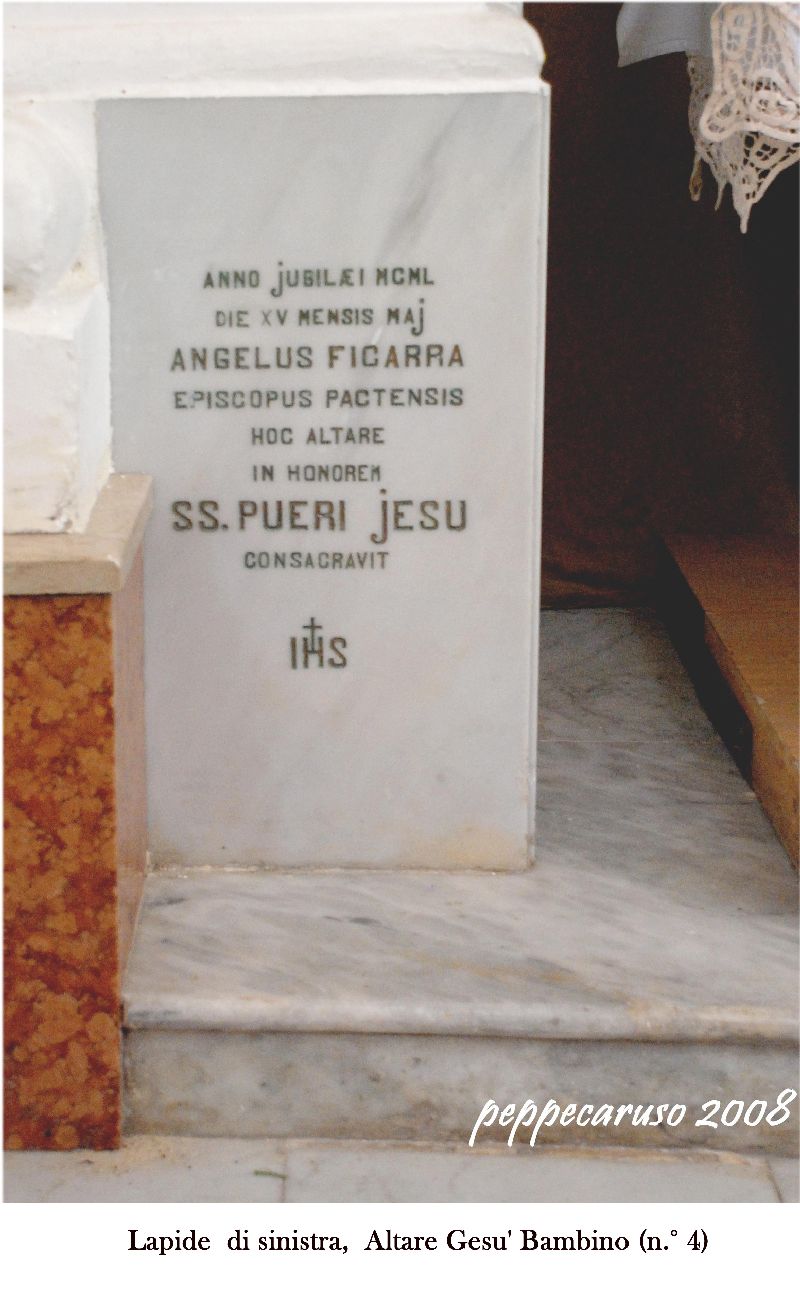 ANNO JUBILÆI MCML
DIE XV MENSIS MAJ
ANGELUS FICARRA
EPISCOPUS PACTENSIS
HOC ALTARE
IN HONOREM
SS. PUERI JESU
CONSACRAVIT
IHS
peppecaruso 2008
Lapide di sinistra, Altare Gesu' Bambino (n.° 4)